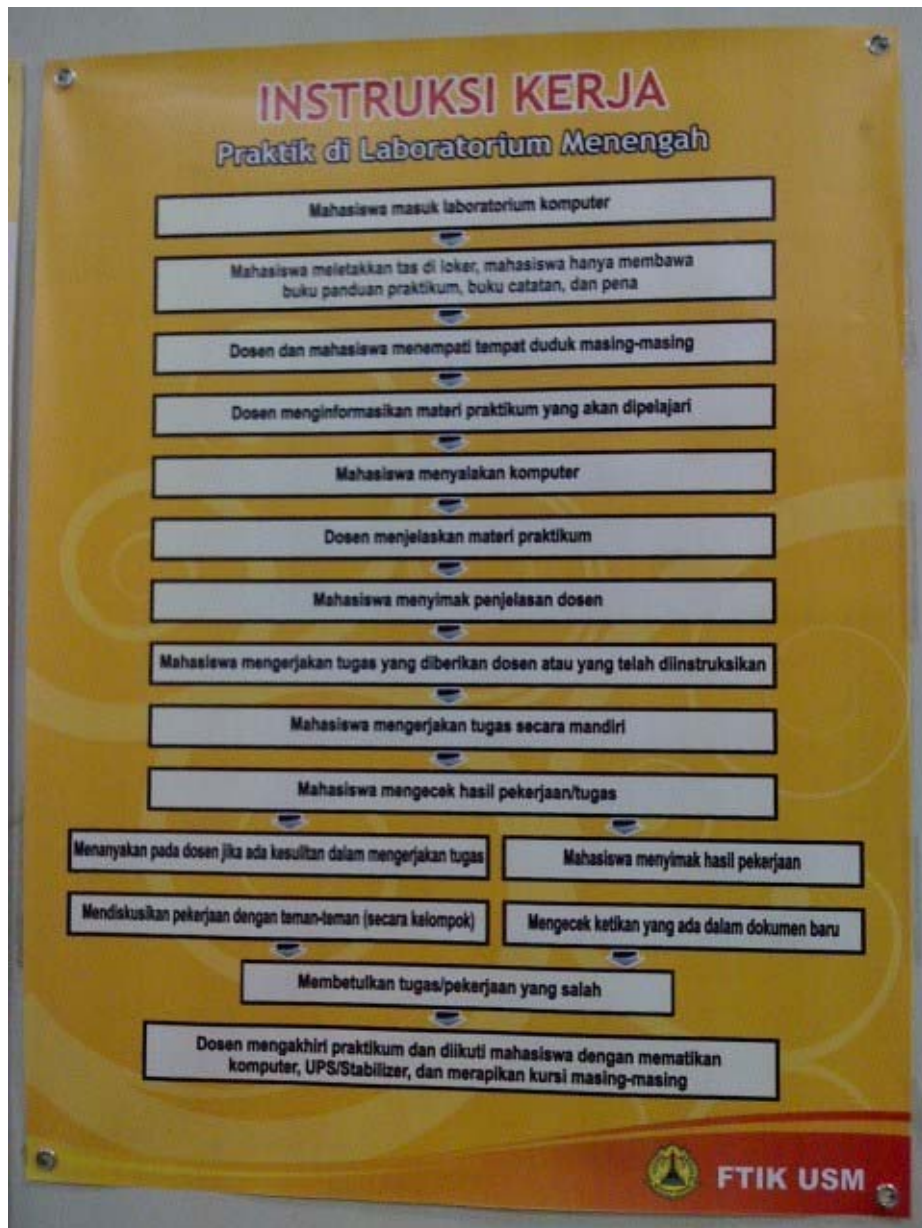 INSTRUKSI KERJA
Praktik di Laboratorium Menengah
Mahasiswa masuk laboratorium komputer
Mahasiswa meletakkan tas di loker, mahasiswa hanya membawa
buku panduan praktikum, buku catatan, dan pena
Dosen dan mahasiswa menempati tempat duduk masing-masing
Dosen menginformasikan materi praktikum yang akan dipelajari
Mahasiswa menyalakan komputer
Dosen menjelaskan materi praktikum
Mahasiswa menyimak penjelasan dosen
Mahasiswa mengerjakan tugas yang diberikan dosen atau yang telah diinstruksikan
Mahasiswa mengerjakan tugas secara mandiri
Mahasiswa mengecek hasil pekerjaan/tugas
Menanyakan pada dosen jika ada kesulitan dalam mengerjakan tugas
Mahasiswa menyimak hasil pekerjaan
Mendiskusikan pekerjaan dengan teman-teman (secara kelompok)
Mengecek ketikan yang ada dalam dokumen baru
Membetulkan tugas/pekerjaan yang salah
Dosen mengakhiri praktikum dan diikuti mahasiswa dengan mematikan
komputer, UPS/Stabilizer, dan merapikan kursi masing-masing
FTIK USM